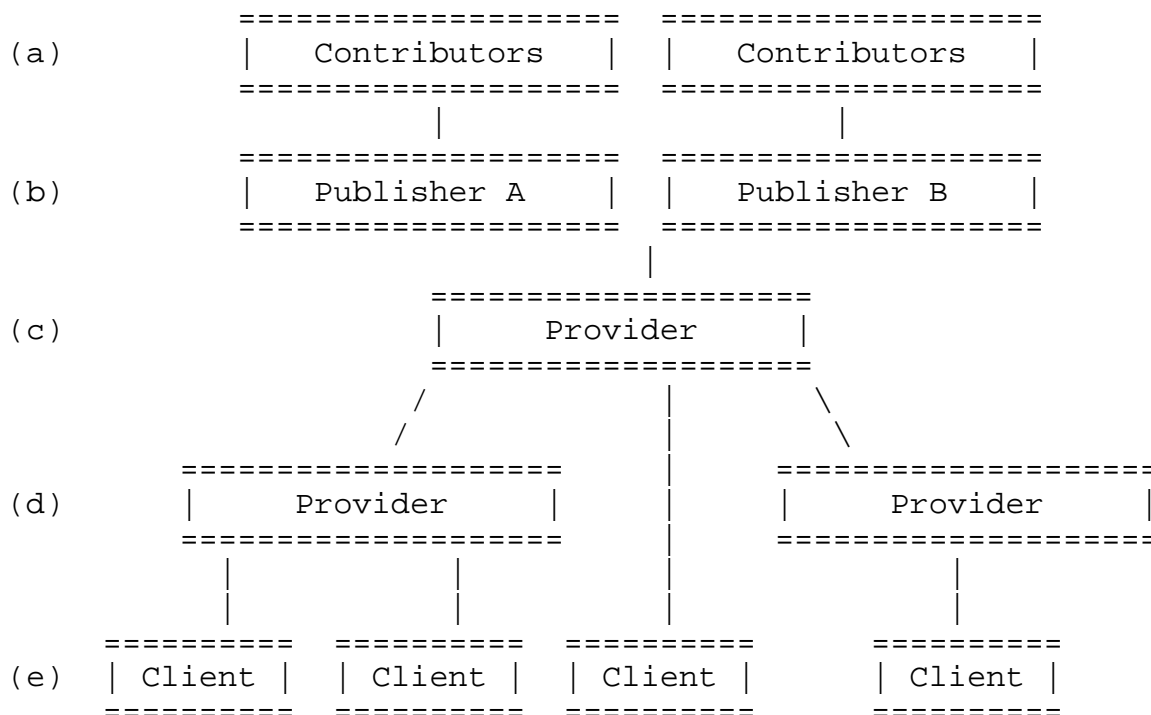 (a) Contributors Contributors
(b) Publisher A Publisher B
(c) Provider
(d) Provider Provider
(e) Client Client Client Client